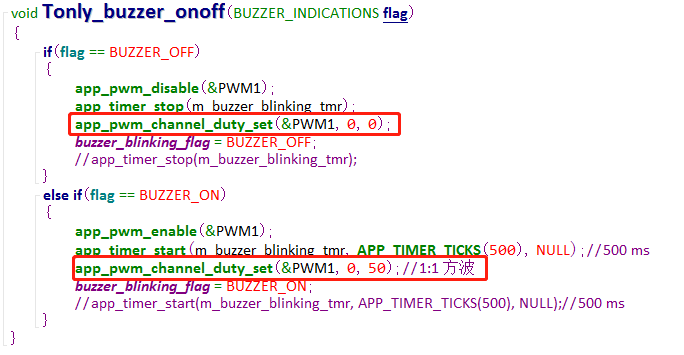 void Tonly_buzzer_onoff(BUZZER_INDICATIONS flag)
{
if(flag == BUZZER_OFF)
{
app_pwm_disable(&PWM1);
app_timer_stop(m_buzzer_blinking_tmr);
app_pwm_channel_duty_set(&PWM1, 0, 0);
buzzer_blinking_flag = BUZZER_OFF;
//app_timer_stop(m_buzzer_blinking_tmr);
}
else if(flag == BUZZER_ON)
{
app_pwm_enable(&PWM1);
app_timer_start(m_buzzer_blinking_tmr, APP_TIMER_TICKS(500), NULL);//500 ms
app_pwm_channel_duty_set(&PWM1, 0, 50);//1:1方波
buzzer_blinking_flag = BUZZER_ON;
//app_timer_start(m_buzzer_blinking_tmr, APP_TIMER_TICKS(500), NULL);//500 ms
}
}